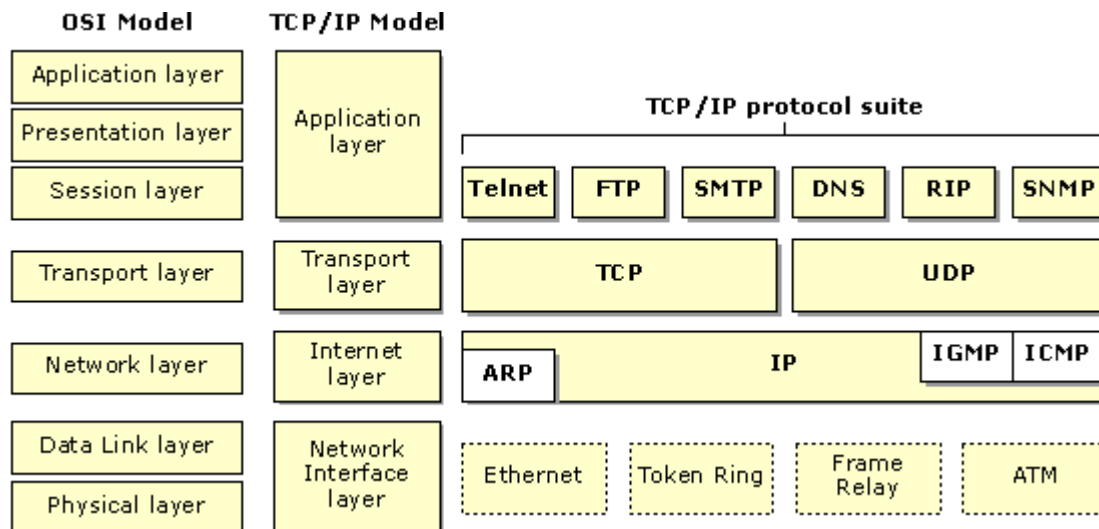 OSI Model
TCP/IP Model
Application layer
Presentation layer
Session layer
Transport layer
Network layer
Data Link layer
Physical layer
Application
layer
Transport
layer
Internet
layer
Network
Interface
layer
TCP/IP protocol suite
Telnet
FTP
SMTP
DNS
RIP
SNMP
TCP
UDP
ARP
IP
IGMP
ICMP
Ethernet
Token Ring
Frame
Relay
ATM